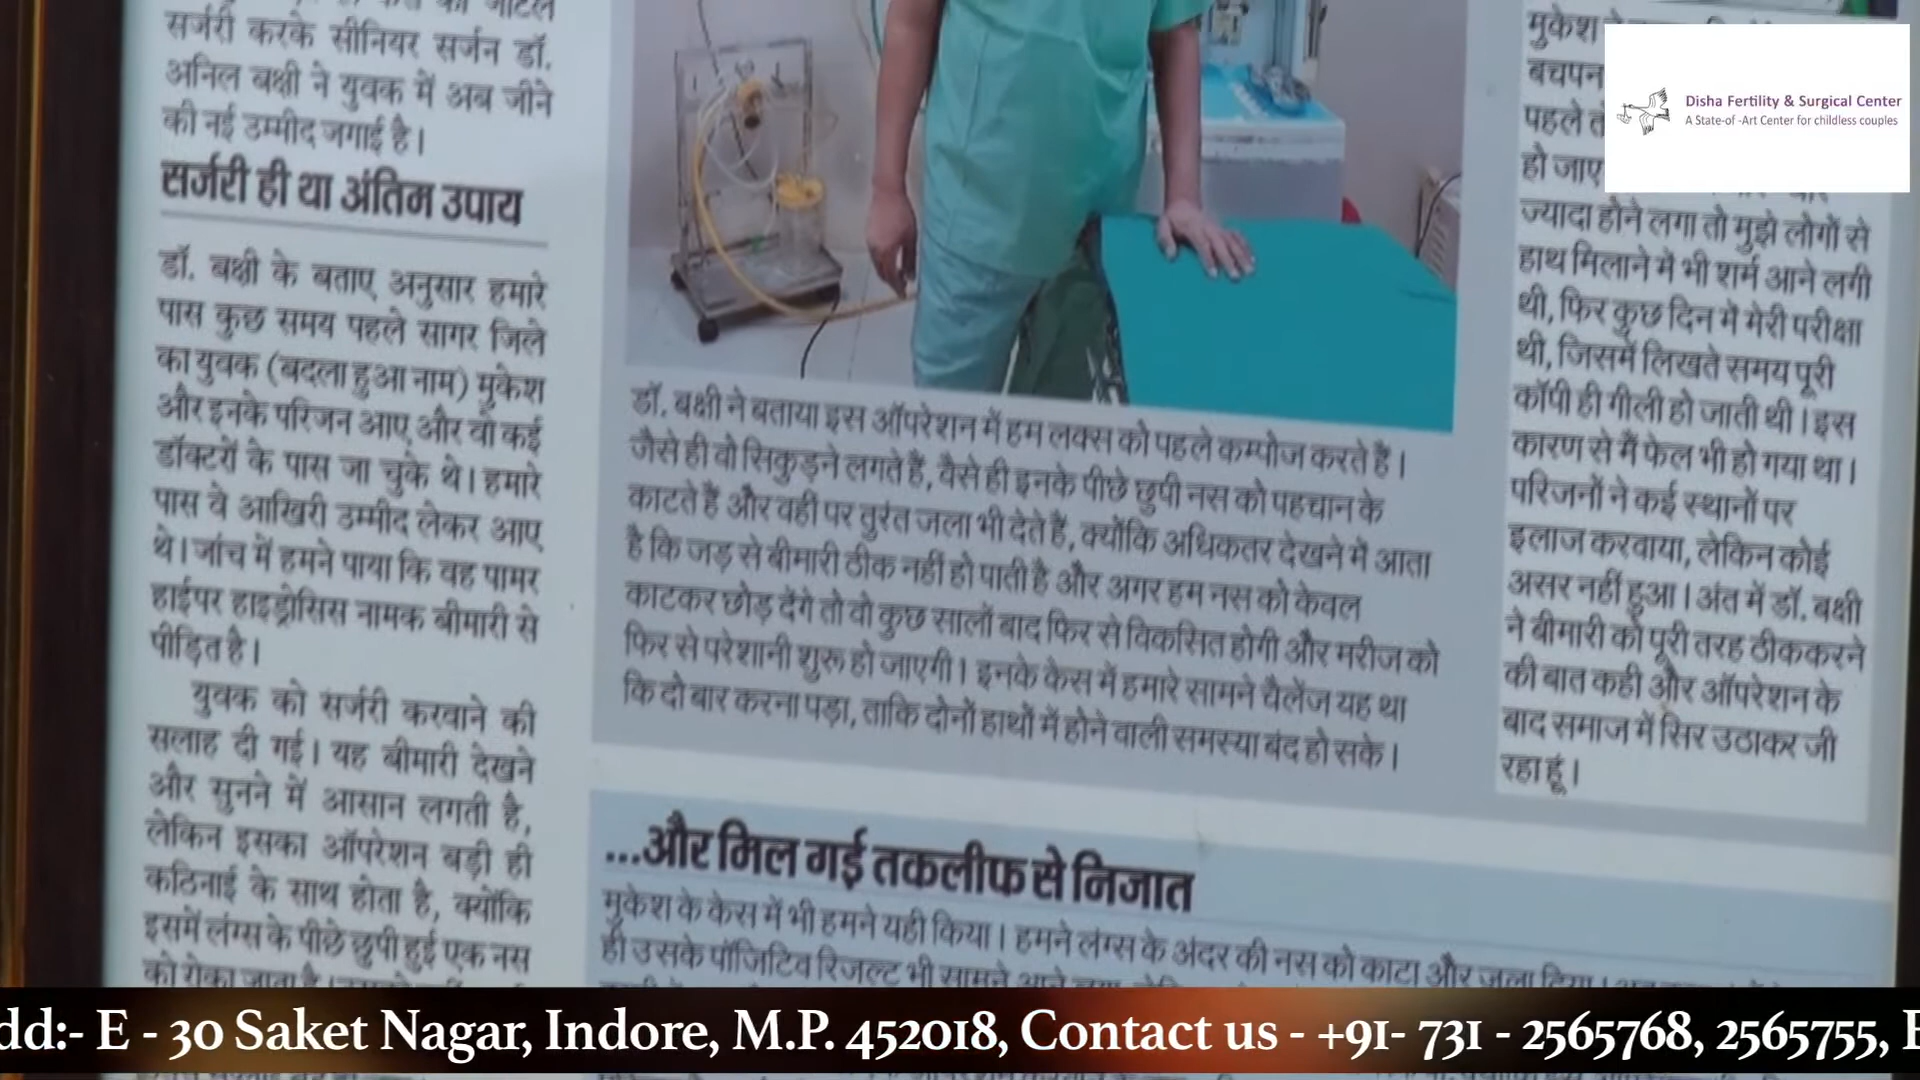 सर्जरी करके सीनियर सर्जन डॉ.
अनिल बक्षी ने युवक में अब जीने
की नई उम्मीद जगाई है।
सर्जरी ही था अंतिम उपाय
डॉ. बक्षी के बताए अनुसार हमारे
पास कुछ समय पहले सागर जिले
का युवक (बदला हुआ नाम) मुकेश
और इनके परिजन आए और वो कई
डॉक्टरों के पास जा चुके थे। हमारे
पास वे आखिरी उम्मीद लेकर आए
थे। जांच में हमने पाया कि वह पामर
हाईपर हाइड्रोसिस नामक बीमारी से
पीड़ित है।
युवक को सर्जरी करवाने की
सलाह दी गई। यह बीमारी देखने
और सुनने में आसान लगती है,
लेकिन इसका ऑपरेशन बड़ी ही
कठिनाई के साथ होता है, क्योंकि
इसमें लंग्स के पीछे छुपी हुई एक नस
को रोका जाता है।
डॉ. बक्षी ने बताया इस ऑपरेशन में हम लक्स को पहले कम्पोज करते हैं।
जैसे ही वो सिकुड़ने लगते हैं, वैसे ही इनके पीछे छुपी नस को पहचान के
काटते हैं और वहीं पर तुरंत जला भी देते हैं, क्योंकि अधिकतर देखने में आता
है कि जड़ से बीमारी ठीक नहीं हो पाती है और अगर हम नस को केवल
काटकर छोड़ देंगे तो वो कुछ सालों बाद फिर से विकसित होगी और मरीज को
फिर से परेशानी शुरू हो जाएगी। इनके केस में हमारे सामने चैलेंज यह था
कि दो बार करना पड़ा, ताकि दोनों हाथों में होने वाली समस्या बंद हो सके।
...और मिल गई तकलीफ से निजात
मुकेश के केस में भी हमने यही किया। हमने लंग्स के अंदर की नस को काटा और जला दिया।
ही उसके पॉजिटिव रिजल्ट भी सामने आने
मुकेश
बचपन
पहले
हो जाए
ज्यादा होने लगा तो मुझे लोगों से
हाथ मिलाने में भी शर्म आने लगी
थी, फिर कुछ दिन में मेरी परीक्षा
थी, जिसमें लिखते समय पूरी
कॉपी ही गीली हो जाती थी। इस
कारण से मैं फेल भी हो गया था।
परिजनों ने कई स्थानों पर
इलाज करवाया, लेकिन कोई
असर नहीं हुआ। अंत में डॉ. बक्षी
ने बीमारी को पूरी तरह ठीक करने
की बात कही और ऑपरेशन के
बाद समाज में सिर उठाकर जी
रहा हूं।
Disha Fertility & Surgical Center
A State-of -Art Center for childless couples
dd:- E - 30 Saket Nagar, Indore, M.P. 452018, Contact us - +91- 731 - 2565768, 2565755, E